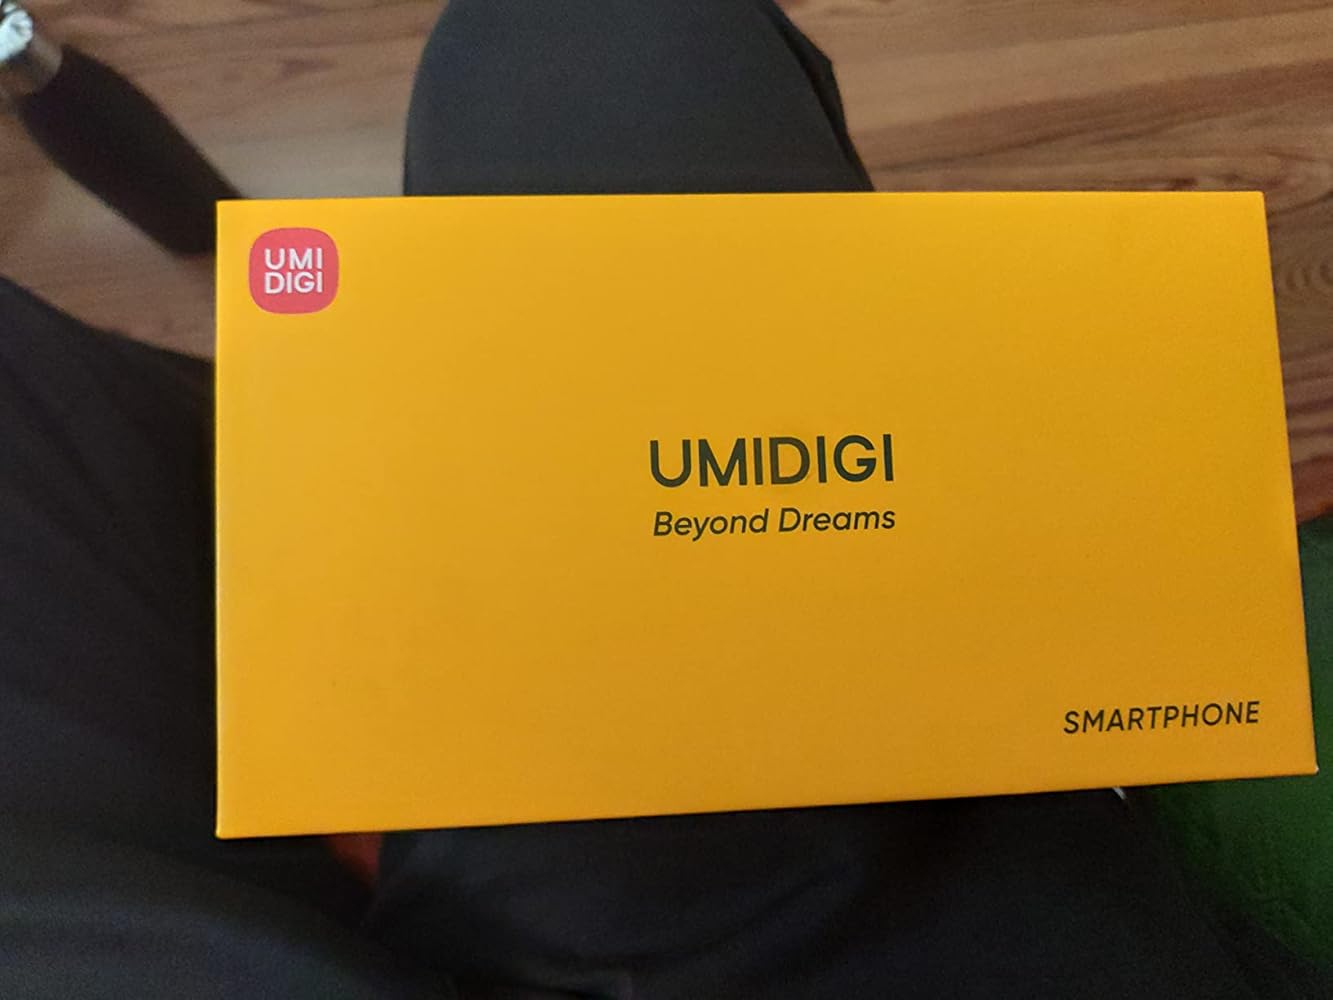 UMI
DIGI
UMIDIGI
Beyond Dreams
SMARTPHONE